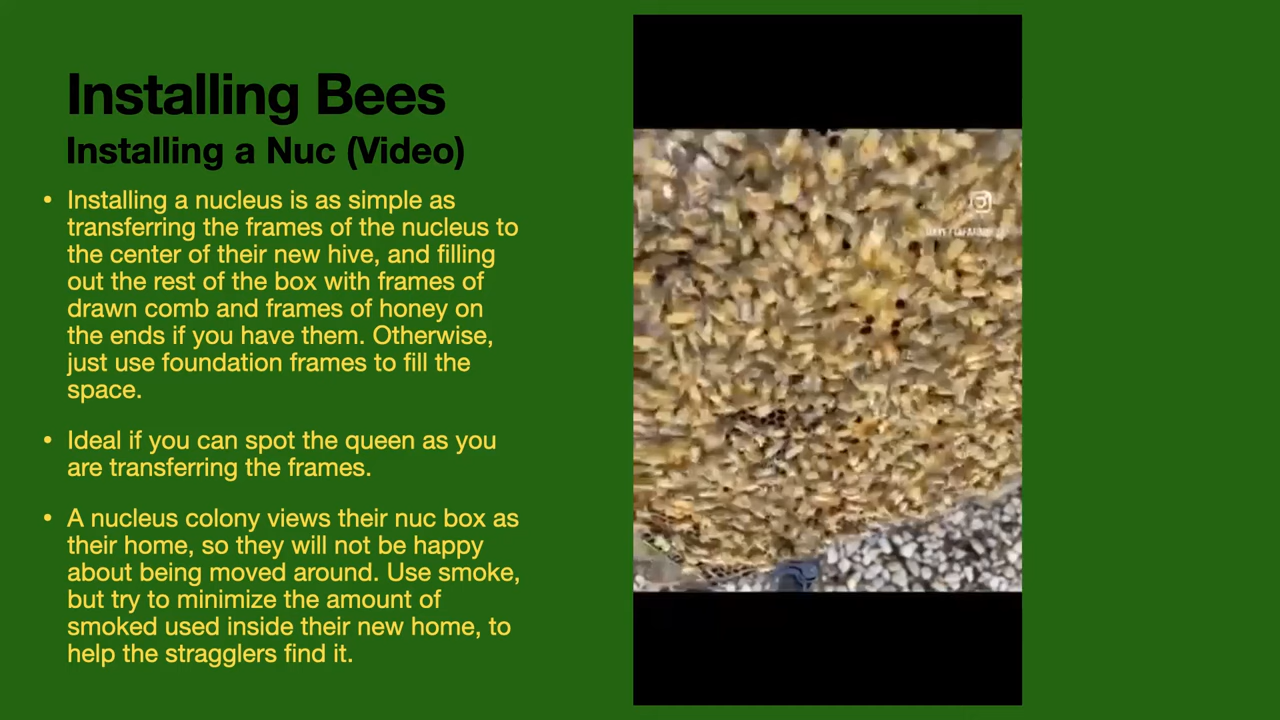 Installing Bees
Installing a Nuc (Video)
• Installing a nucleus is as simple as
transferring the frames of the nucleus to
the center of their new hive, and filling
out the rest of the box with frames of
drawn comb and frames of honey on
the ends if you have them. Otherwise,
just use foundation frames to fill the
space.
• Ideal if you can spot the queen as you
are transferring the frames.
• A nucleus colony views their nuc box as
their home, so they will not be happy
about being moved around. Use smoke,
but try to minimize the amount of
smoked used inside their new home, to
help the stragglers find it.